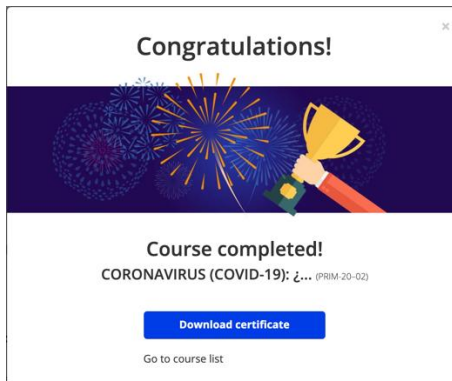 Congratulations!
Course completed!
CORONAVIRUS (COVID-19): ¿... (PRIM-20-02)
Download certificate
Go to course list